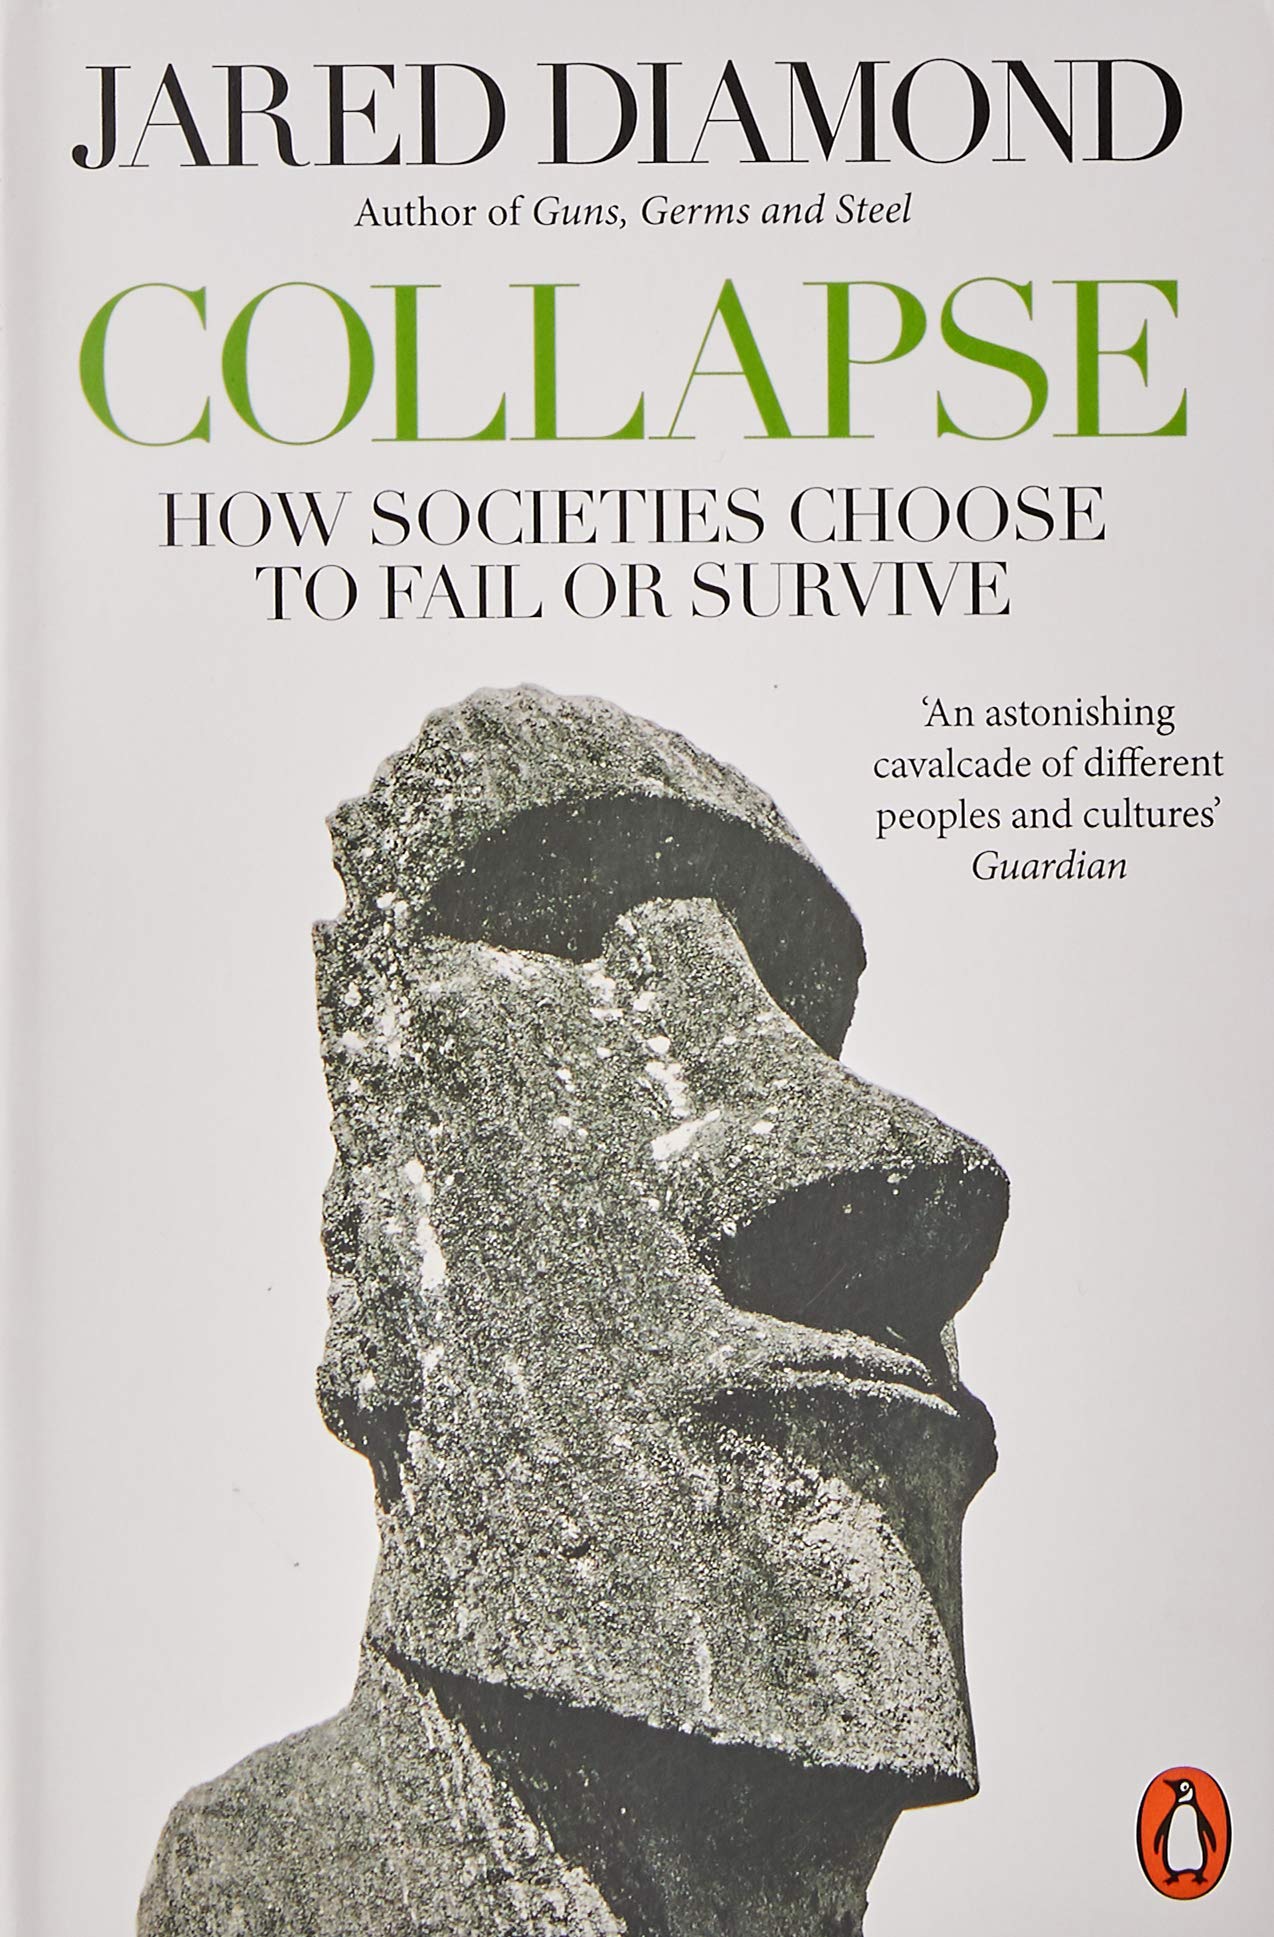 JARED DIAMOND
Author of Guns, Germs and Steel
COLLAPSE
HOW SOCIETIES CHOOSE
TO FAIL OR SURVIVE
‘An astonishing
cavalcade of different
peoples and cultures’
Guardian